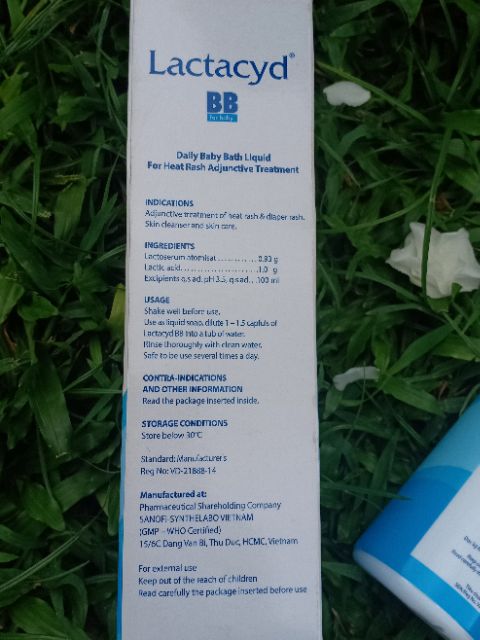 Lactacyd®
BB
for baby
Daily Baby Bath Liquid
For Heat Rash Adjunctive Treatment
INDICATIONS
Adjunctive treatment of heat rash & diaper rash.
Skin cleanser and skin care.
INGREDIENTS
Lactoserum atomisat ............ 0.93 g
Lactic acid........................1.0 g
Excipients q.s ad. pH 3.5, q.s ad. . 100 ml
USAGE
Shake well before use.
Use as liquid soap, dilute 1 – 1.5 capfuls of
Lactacyd BB into a tub of water.
Rinse thoroughly with clean water.
Safe to be use several times a day.
CONTRA-INDICATIONS
AND OTHER INFORMATION
Read the package inserted inside.
STORAGE CONDITIONS
Store below 30°C
Standard: Manufacturer's
Reg No: VD-21888-14
Manufactured at:
Pharmaceutical Shareholding Company
SANOFI-SYNTHELABO VIETNAM
(GMP – WHO Certified)
15/6C Dang Van Bi, Thu Duc, HCMC, Vietnam
For external use
Keep out of the reach of children
Read carefully the package inserted before use